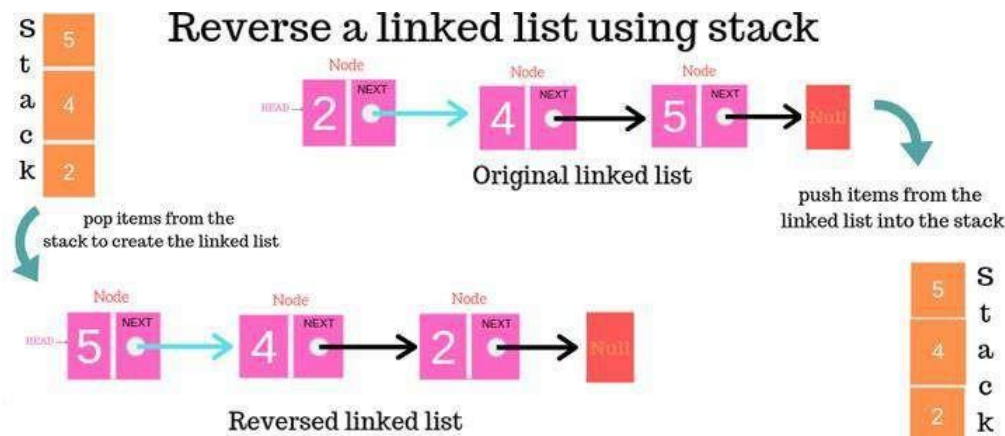 Reverse a linked list using stack
S
t
a
c
k
5
4
2
Node
Node
Node
HEAD
2
NEXT
4
NEXT
5
NEXT
Null
Original linked list
push items from the
linked list into the stack
pop items from the
stack to create the linked list
Node
Node
Node
HEAD
5
NEXT
4
NEXT
2
NEXT
Null
Reversed linked list
5
4
2
S
t
a
c
k